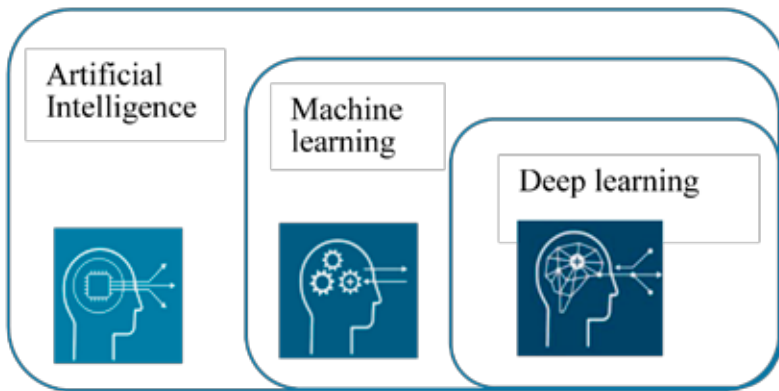 Artificial
Intelligence
Machine
learning
Deep learning